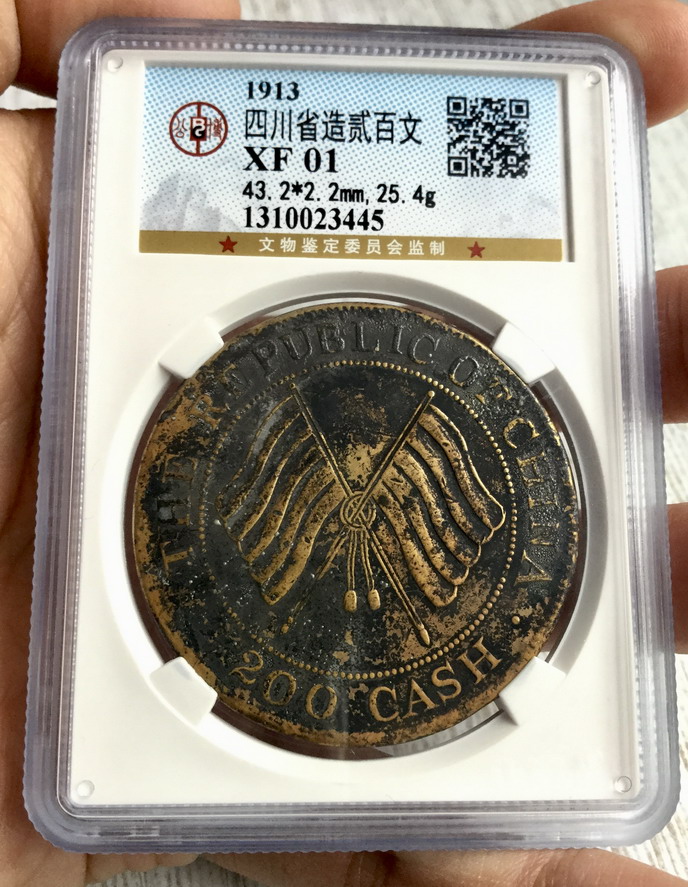 1913
四川省造贰百文
XF 01
43.2*2.2mm,25.4g
1310023445
文物鉴定委员会监制
THE REPUBLIC OF CHINA
200 CASH